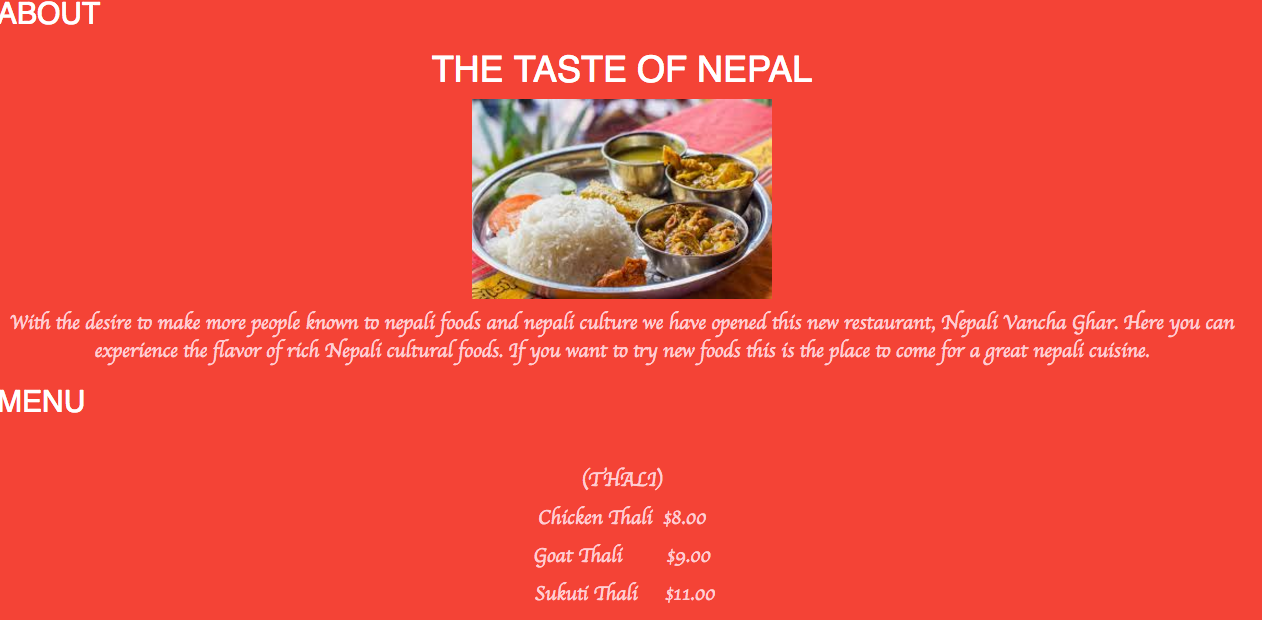 ABOUT
THE TASTE OF NEPAL
With the desire to make more people known to nepali foods and nepali culture we have opened this new restaurant, Nepali Vancha Ghar. Here you can
experience the flavor of rich Nepali cultural foods. If you want to try new foods this is the place to come for a great nepali cuisine.
MENU
(THALI)
Chicken Thali $8.00
Goat Thali $9.00
Sukuti Thali $11.00